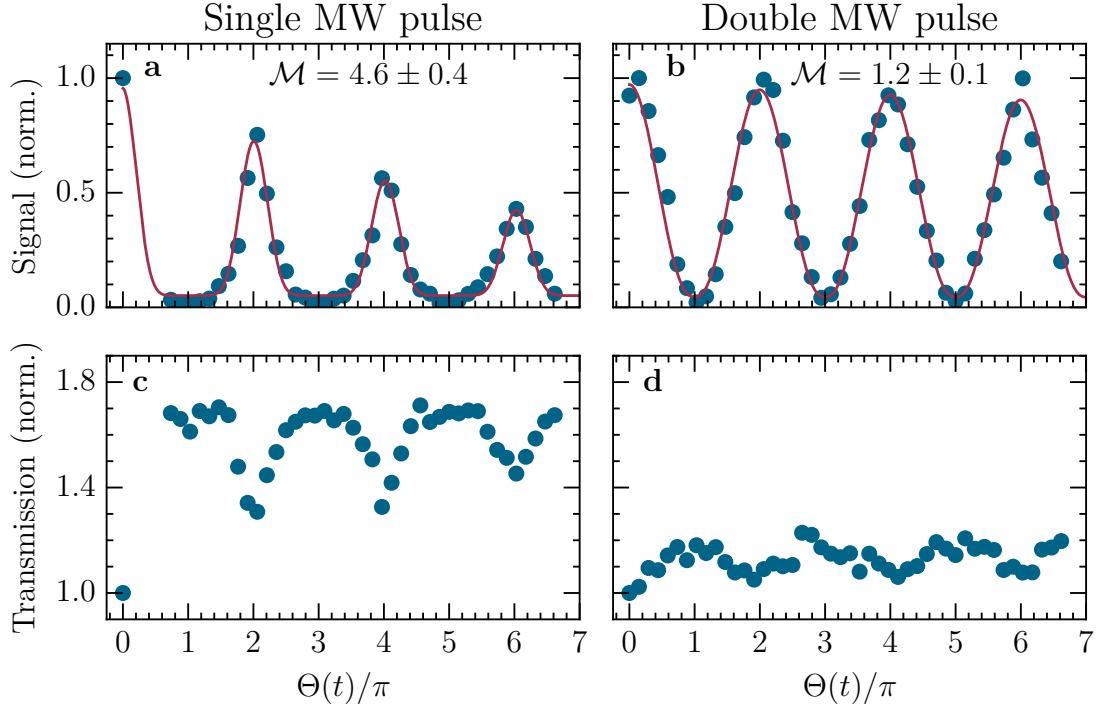 Single MW pulse
Double MW pulse
a
ℳ = 4.6 ± 0.4
b
ℳ = 1.2 ± 0.1
Signal (norm.)
1.0
0.5
0.0
c
d
Transmission (norm.)
1.8
1.4
1.0
0 1 2 3 4 5 6 7
0 1 2 3 4 5 6 7
Θ(t)/π
Θ(t)/π